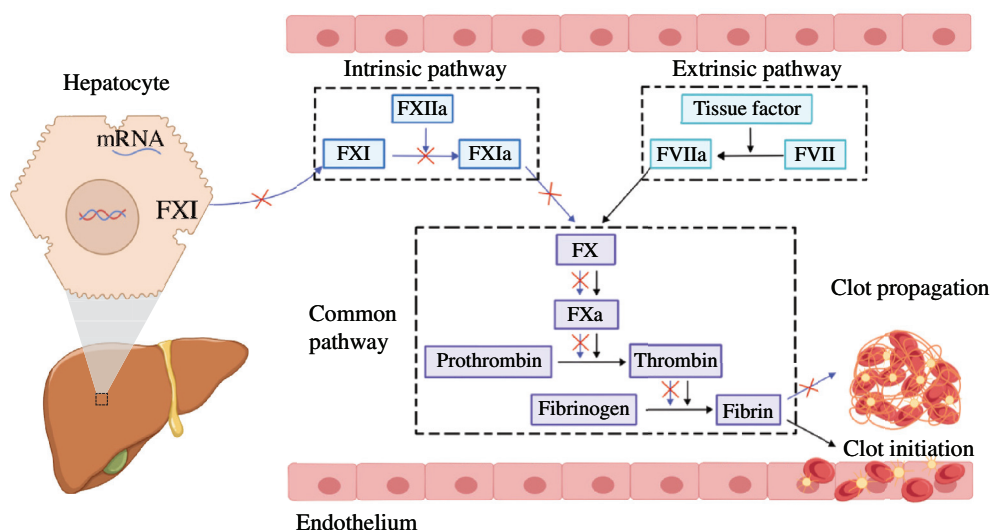 Hepatocyte
mRNA
FXI
Intrinsic pathway
FXIIa
FXI
FXIa
Extrinsic pathway
Tissue factor
FVIIa
FVII
Common
pathway
FX
FXa
Prothrombin
Thrombin
Fibrinogen
Fibrin
Clot propagation
Clot initiation
Endothelium